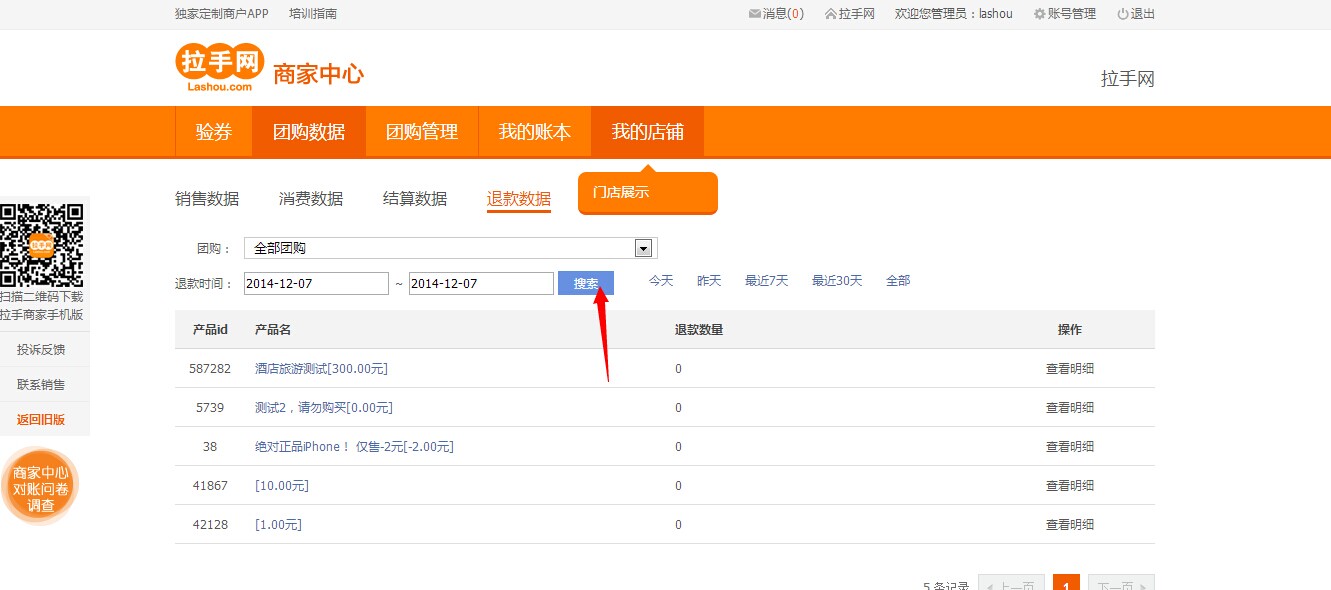 独家定制商户APP 培训指南 消息(0) 拉手网 欢迎您管理员：lashou 账号管理 退出
拉手网
Lashou.com
商家中心
拉手网
验券 团购数据 团购管理 我的账本 我的店铺
门店展示
销售数据 消费数据 结算数据 退款数据
团购： 全部团购
退款时间： 2014-12-07 ~ 2014-12-07 搜索 今天 昨天 最近7天 最近30天 全部
产品id 产品名 退款数量 操作
587282 酒店旅游测试[300.00元] 0 查看明细
5739 测试2，请勿购买[0.00元] 0 查看明细
38 绝对正品iPhone！ 仅售-2元[-2.00元] 0 查看明细
41867 [10.00元] 0 查看明细
42128 [1.00元] 0 查看明细
5 条记录 上一页 1 下一页
扫描二维码下载
拉手商家手机版
投诉反馈
联系销售
返回旧版
商家中心
对账问卷
调查